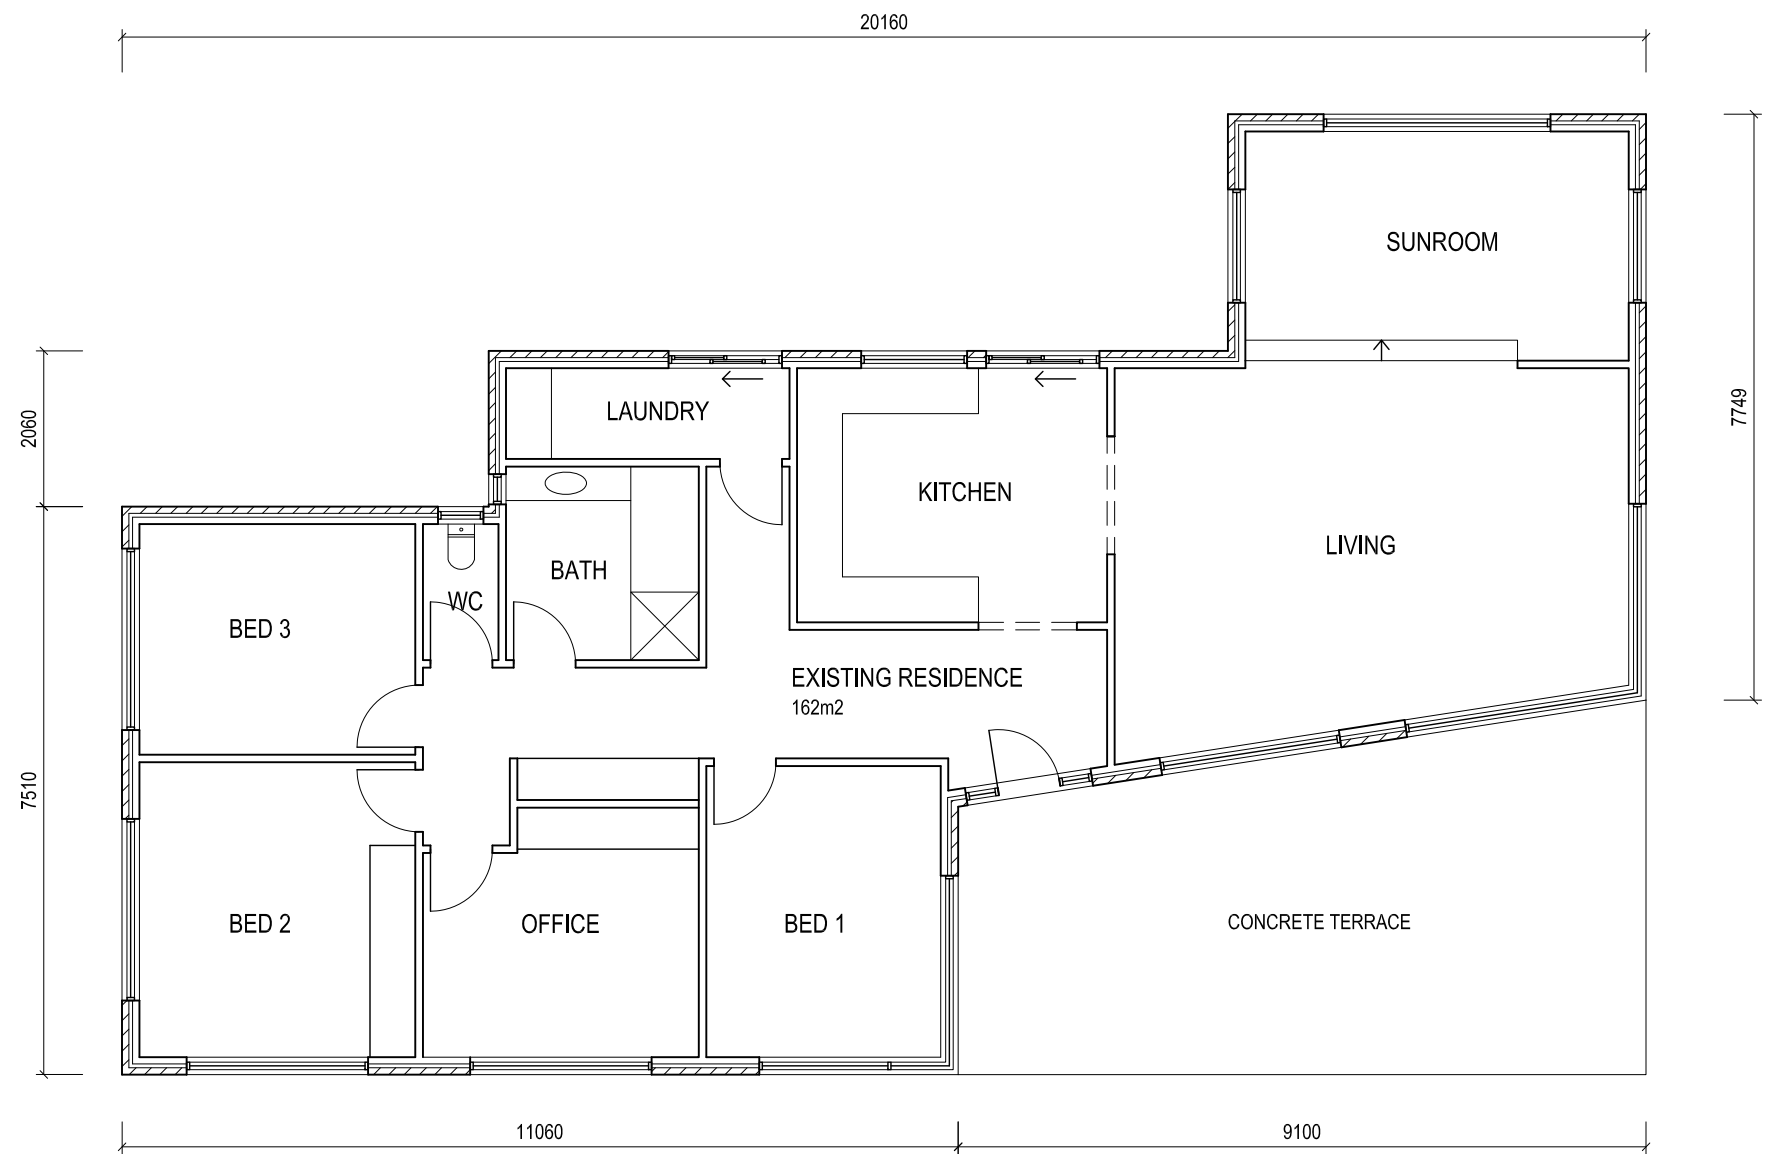 20160
SUNROOM
2060
LAUNDRY
7749
KITCHEN
LIVING
BATH
WC
BED 3
EXISTING RESIDENCE
162m2
7510
BED 2
OFFICE
BED 1
CONCRETE TERRACE
11060
9100